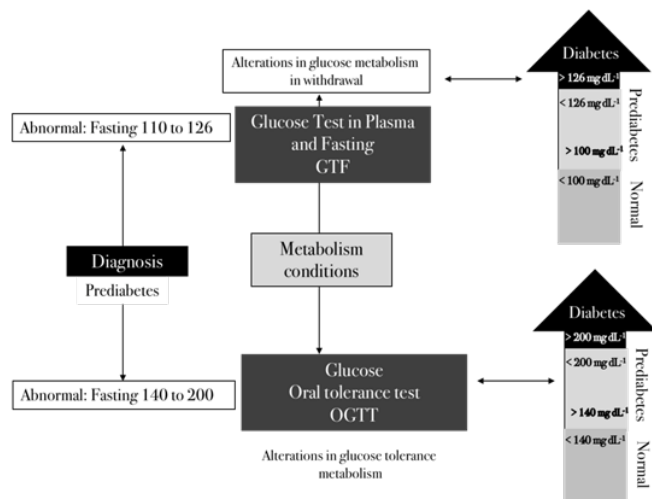 Alterations in glucose metabolism
in withdrawal
Abnormal: Fasting 110 to 126
Glucose Test in Plasma
and Fasting
GTF
Diagnosis
Prediabetes
Metabolism
conditions
Abnormal: Fasting 140 to 200
Glucose
Oral tolerance test
OGTT
Alterations in glucose tolerance
metabolism
Diabetes
> 126 mg dL⁻¹
< 126 mg dL⁻¹
> 100 mg dL⁻¹
< 100 mg dL⁻¹
Prediabetes
Normal
Diabetes
> 200 mg dL⁻¹
< 200 mg dL⁻¹
> 140 mg dL⁻¹
< 140 mg dL⁻¹
Prediabetes
Normal